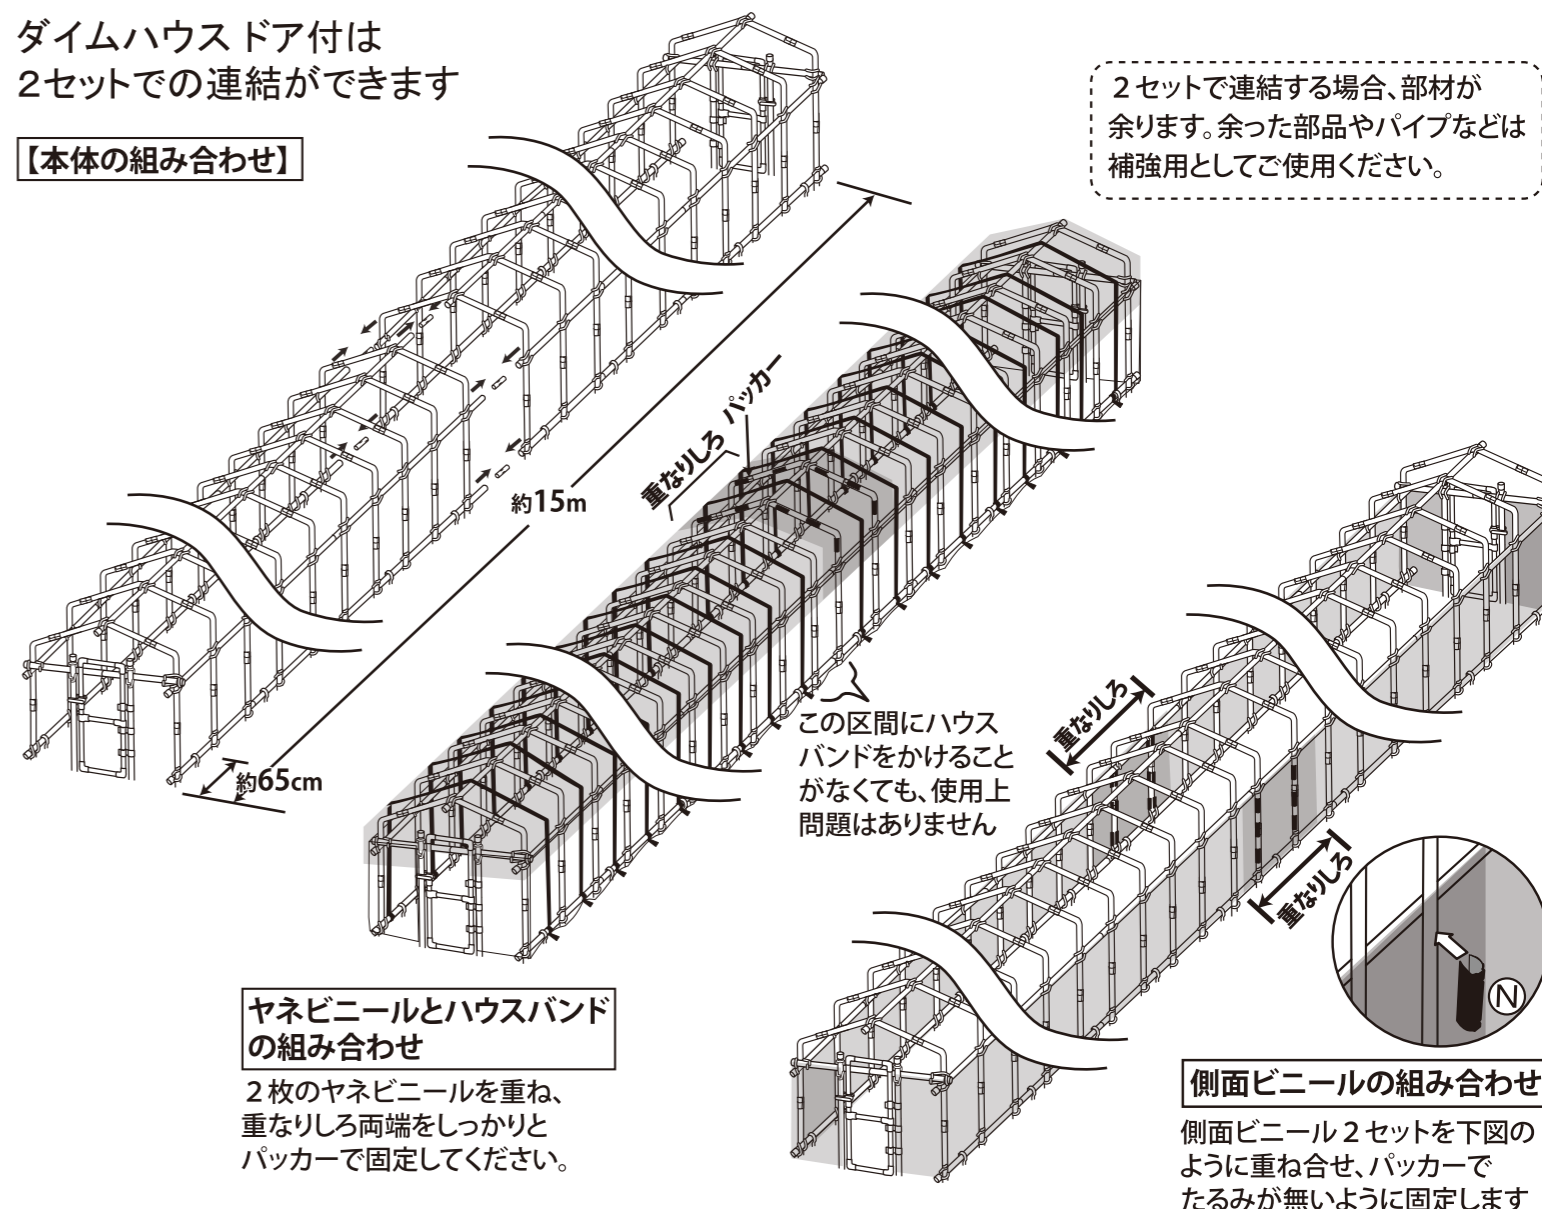 ダイムハウス ドア付は
２セットでの連結ができます
【本体の組み合わせ】
２セットで連結する場合、部材が
余ります。余った部品やパイプなどは
補強用としてご使用ください。
約15m
約65cm
重なりしろ
パッカー
この区間にハウス
バンドをかけること
がなくても、使用上
問題はありません
ヤネビニールとハウスバンド
の組み合わせ
２枚のヤネビニールを重ね、
重なりしろ両端をしっかりと
パッカーで固定してください。
重なりしろ
重なりしろ
Ⓝ
側面ビニールの組み合わせ
側面ビニール２セットを下図の
ように重ね合せ、パッカーで
たるみが無いように固定します